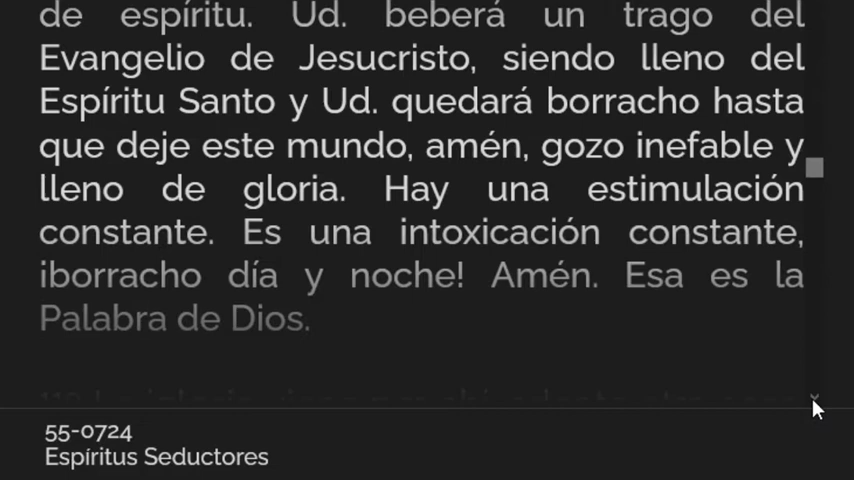 de espíritu. Ud. beberá un trago del
Evangelio de Jesucristo, siendo lleno del
Espíritu Santo y Ud. quedará borracho hasta
que deje este mundo, amén, gozo inefable y
lleno de gloria. Hay una estimulación
constante. Es una intoxicación constante,
¡borracho día y noche! Amén. Esa es la
Palabra de Dios.
55-0724
Espíritus Seductores